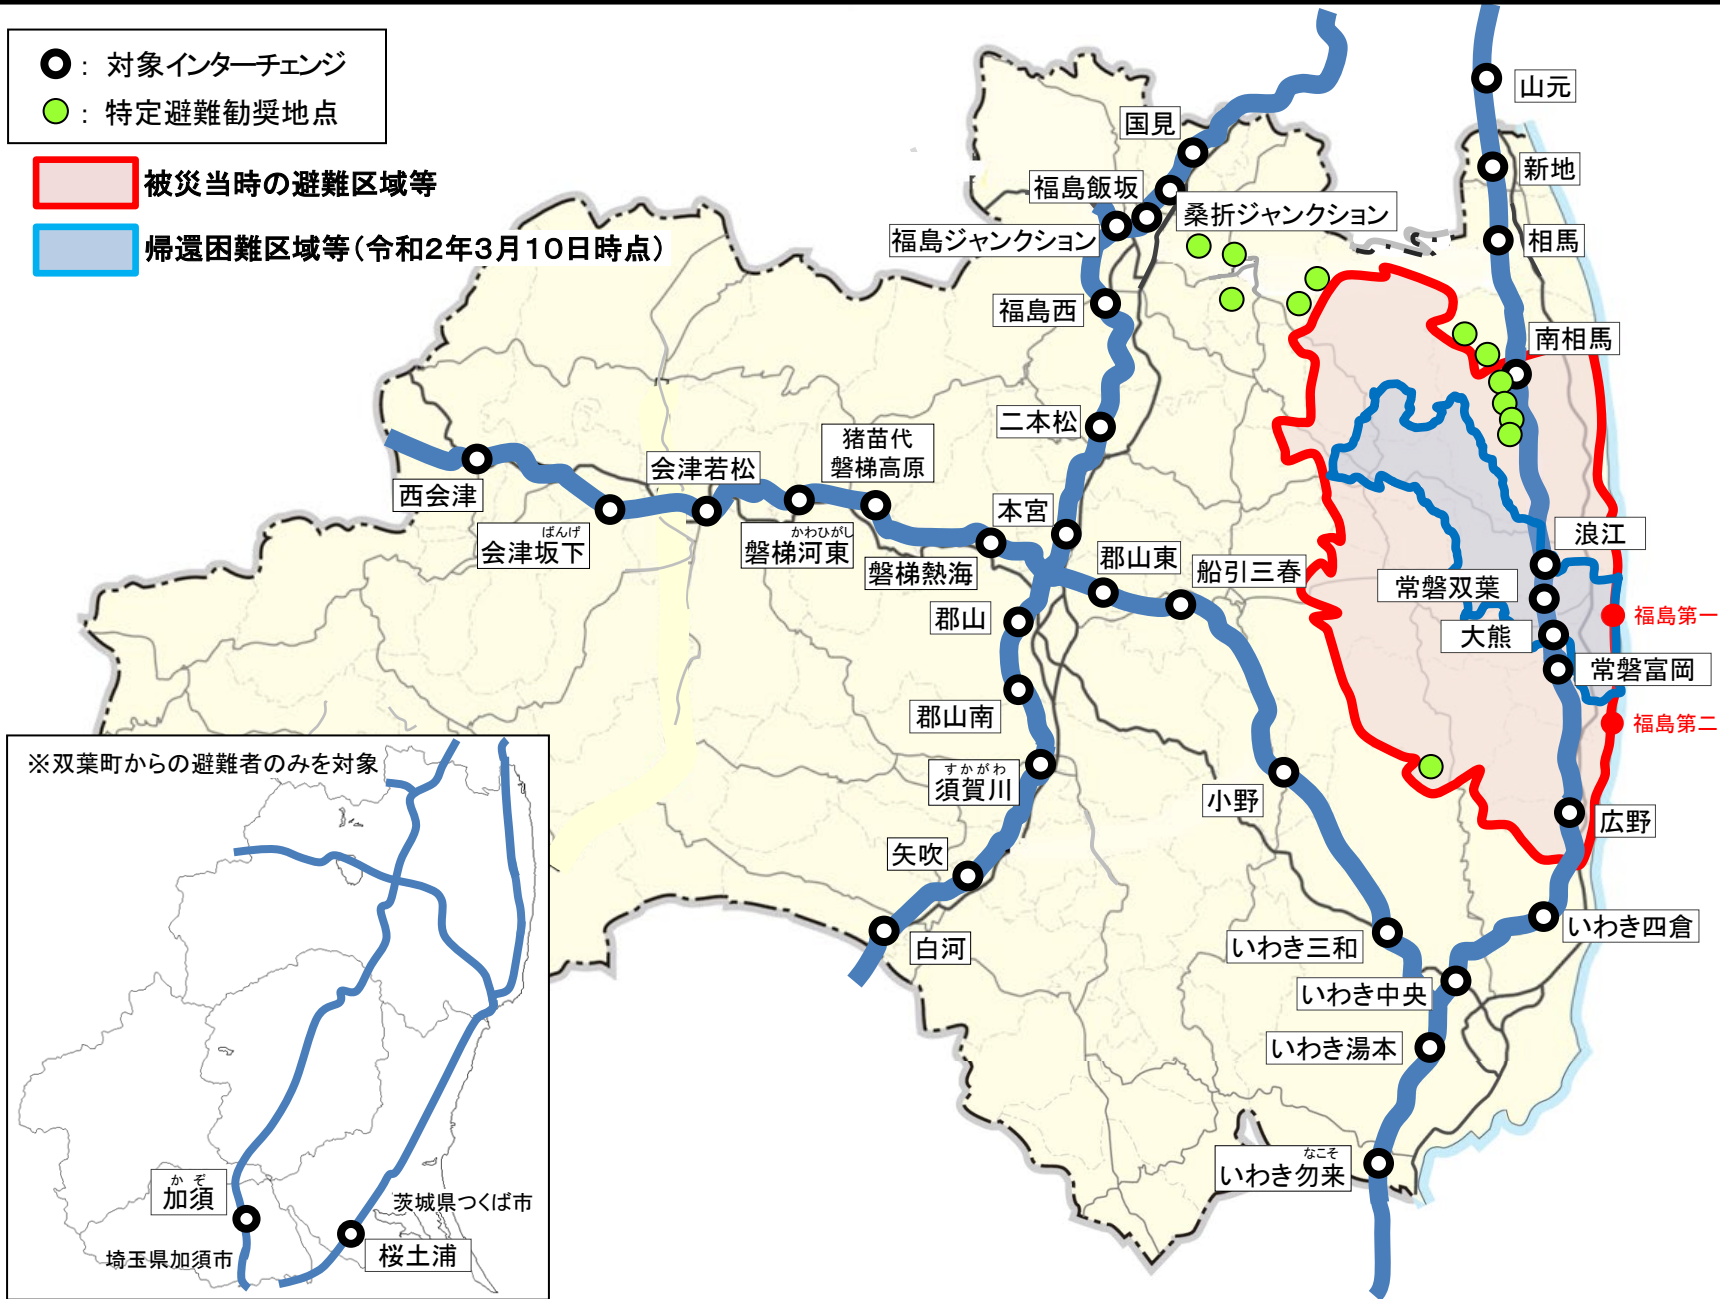 ：対象インターチェンジ
：特定避難勧奨地点
被災当時の避難区域等
帰還困難区域等(令和2年3月10日時点)
山元
国見
新地
福島飯坂
桑折ジャンクション
福島ジャンクション
相馬
福島西
南相馬
二本松
猪苗代
磐梯高原
会津若松
西会津
本宮
ばんげ
会津坂下
かわひがし
磐梯河東
磐梯熱海
郡山東
船引三春
浪江
常磐双葉
福島第一
郡山
大熊
常磐富岡
郡山南
福島第二
すかがわ
須賀川
小野
広野
矢吹
白河
いわき三和
いわき四倉
いわき中央
いわき湯本
なこそ
いわき勿来
※双葉町からの避難者のみを対象
かぞ
加須
茨城県つくば市
埼玉県加須市
桜土浦